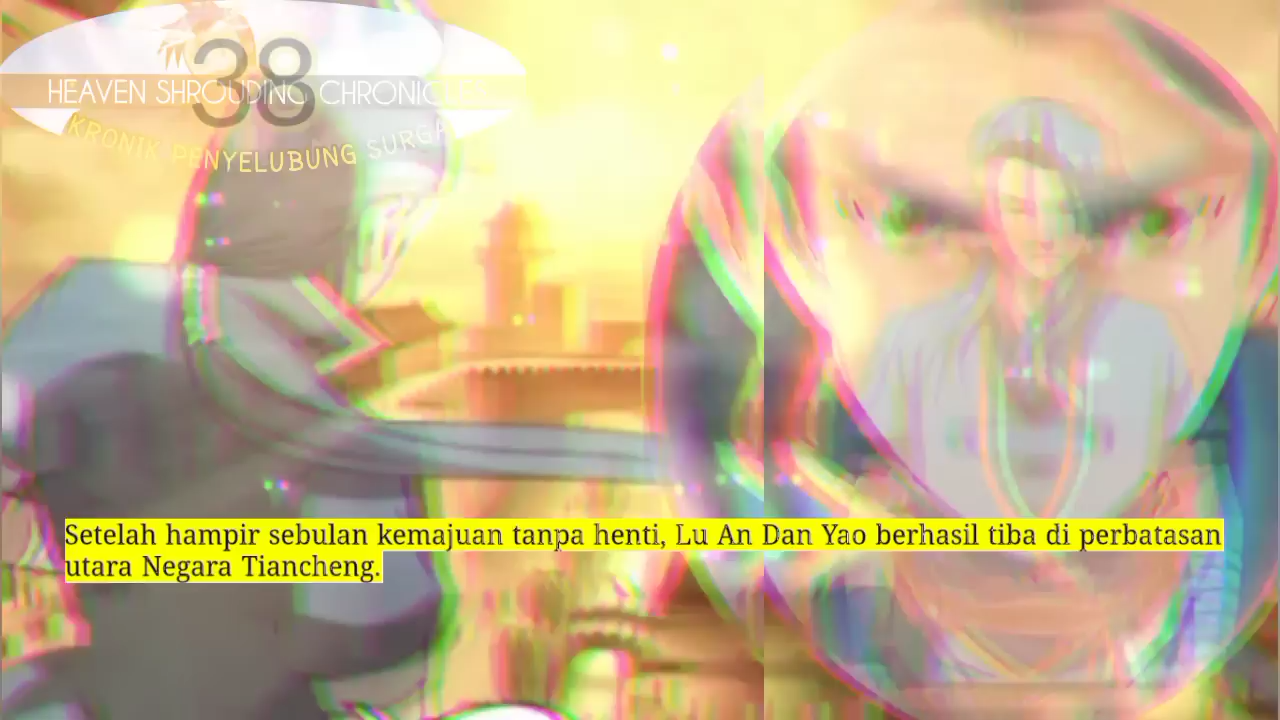 38
HEAVEN SHROUDING CHRONICLES
KRONIK PENYELUBUNG SURGA
Setelah hampir sebulan kemajuan tanpa henti, Lu An Dan Yao berhasil tiba di perbatasan
utara Negara Tiancheng.